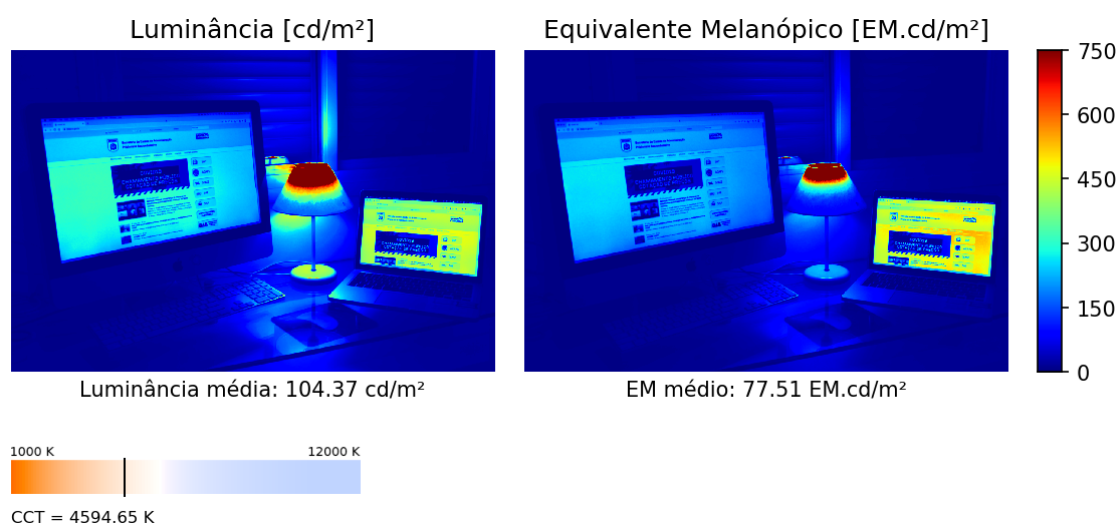 Luminância [cd/m²]
Equivalente Melanópico [EM.cd/m²]
750
600
450
300
150
0
Luminância média: 104.37 cd/m²
EM médio: 77.51 EM.cd/m²
1000 K
12000 K
CCT = 4594.65 K